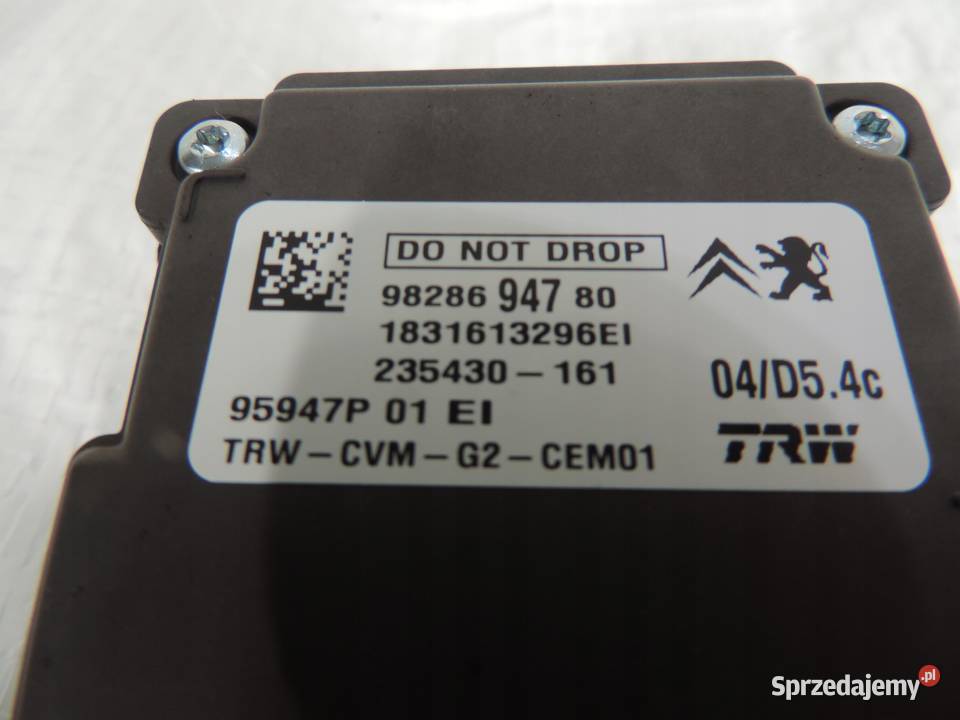 DO NOT DROP
98286 947 80
1831613296EI
235430-161
04/D5.4c
95947P 01 EI
TRW-CVM-G2-CEM01
TRW
Sprzedajemy.pl